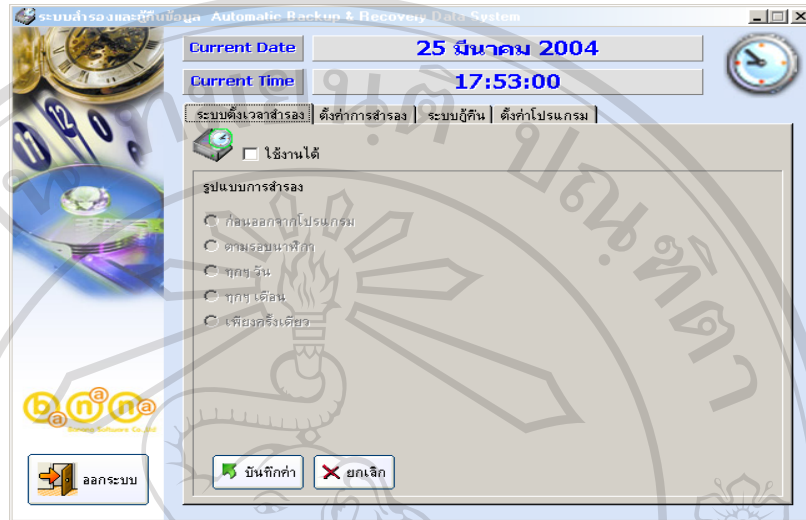 ระบบสำรองและกู้คืนข้อมูล Automatic Backup & Recovery Data System
Current Date 25 มีนาคม 2004
Current Time 17:53:00
ระบบตั้งเวลาสำรอง ตั้งค่าการสำรอง ระบบกู้คืน ตั้งค่าโปรแกรม
ใช้งานได้
รูปแบบการสำรอง
ก่อนออกจากโปรแกรม
ตามรอบนาฬิกา
ทุกๆ วัน
ทุกๆ เดือน
เพียงครั้งเดียว
banana
Banana Software Co.,Ltd
บันทึกค่า ยกเลิก
ออกระบบ